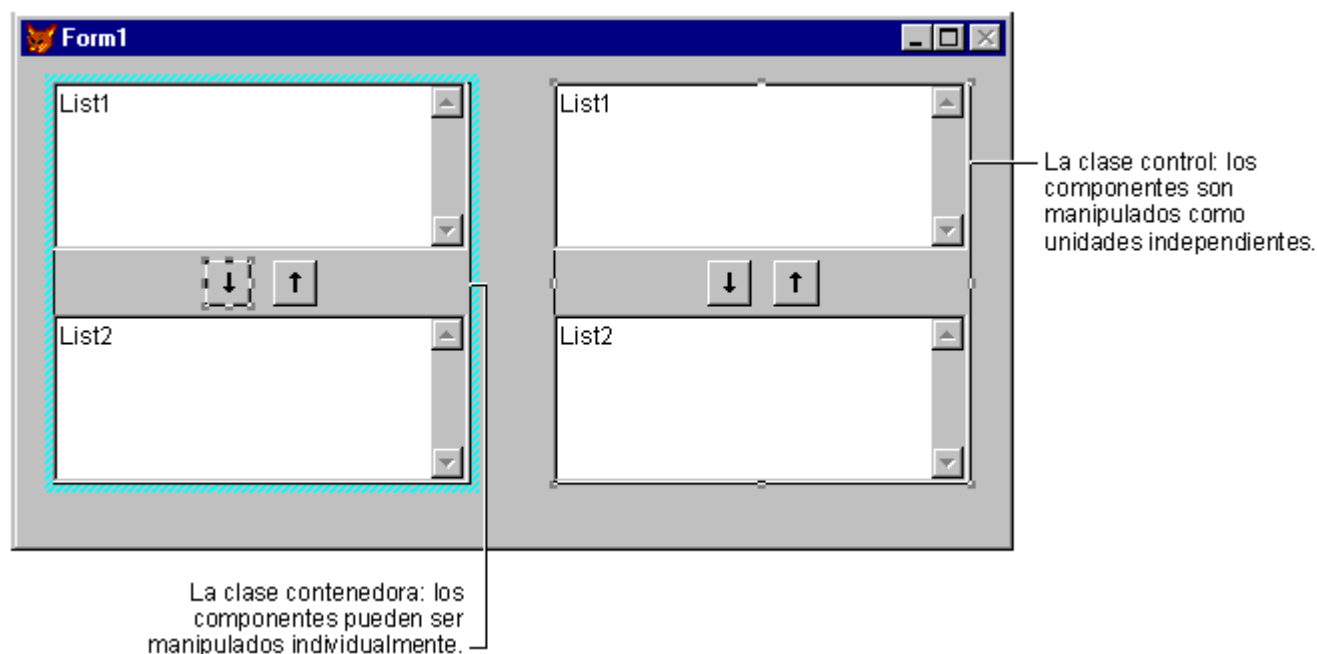 Form1
List1
↓ ↑
List2
List1
↓ ↑
List2
La clase control: los
componentes son
manipulados como
unidades independientes.
La clase contenedora: los
componentes pueden ser
manipulados individualmente.